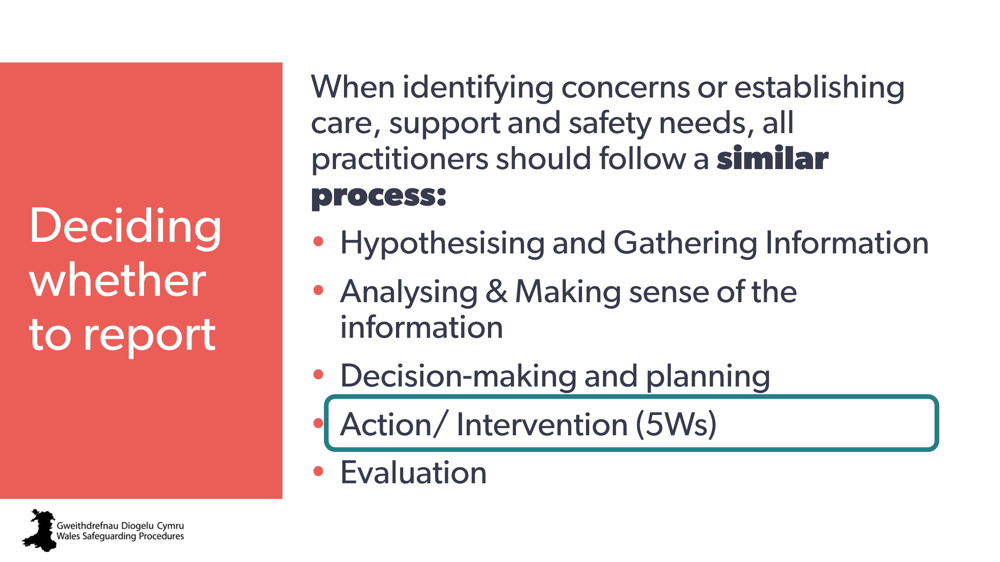 Deciding
whether
to report
When identifying concerns or establishing
care, support and safety needs, all
practitioners should follow a similar
process:
• Hypothesising and Gathering Information
• Analysing & Making sense of the
information
• Decision-making and planning
• Action/ Intervention (5Ws)
• Evaluation
Gweithdrefnau Diogelu Cymru
Wales Safeguarding Procedures